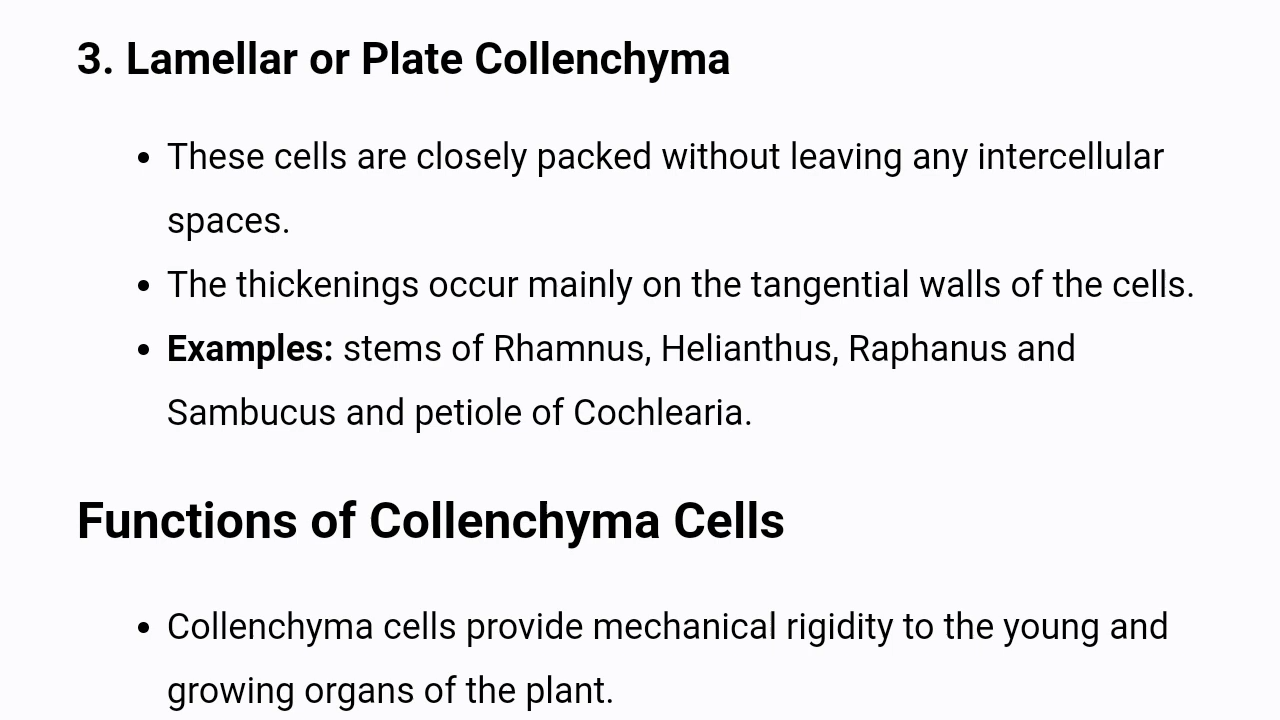 3. Lamellar or Plate Collenchyma
• These cells are closely packed without leaving any intercellular
spaces.
• The thickenings occur mainly on the tangential walls of the cells.
• Examples: stems of Rhamnus, Helianthus, Raphanus and
Sambucus and petiole of Cochlearia.
Functions of Collenchyma Cells
• Collenchyma cells provide mechanical rigidity to the young and
growing organs of the plant.